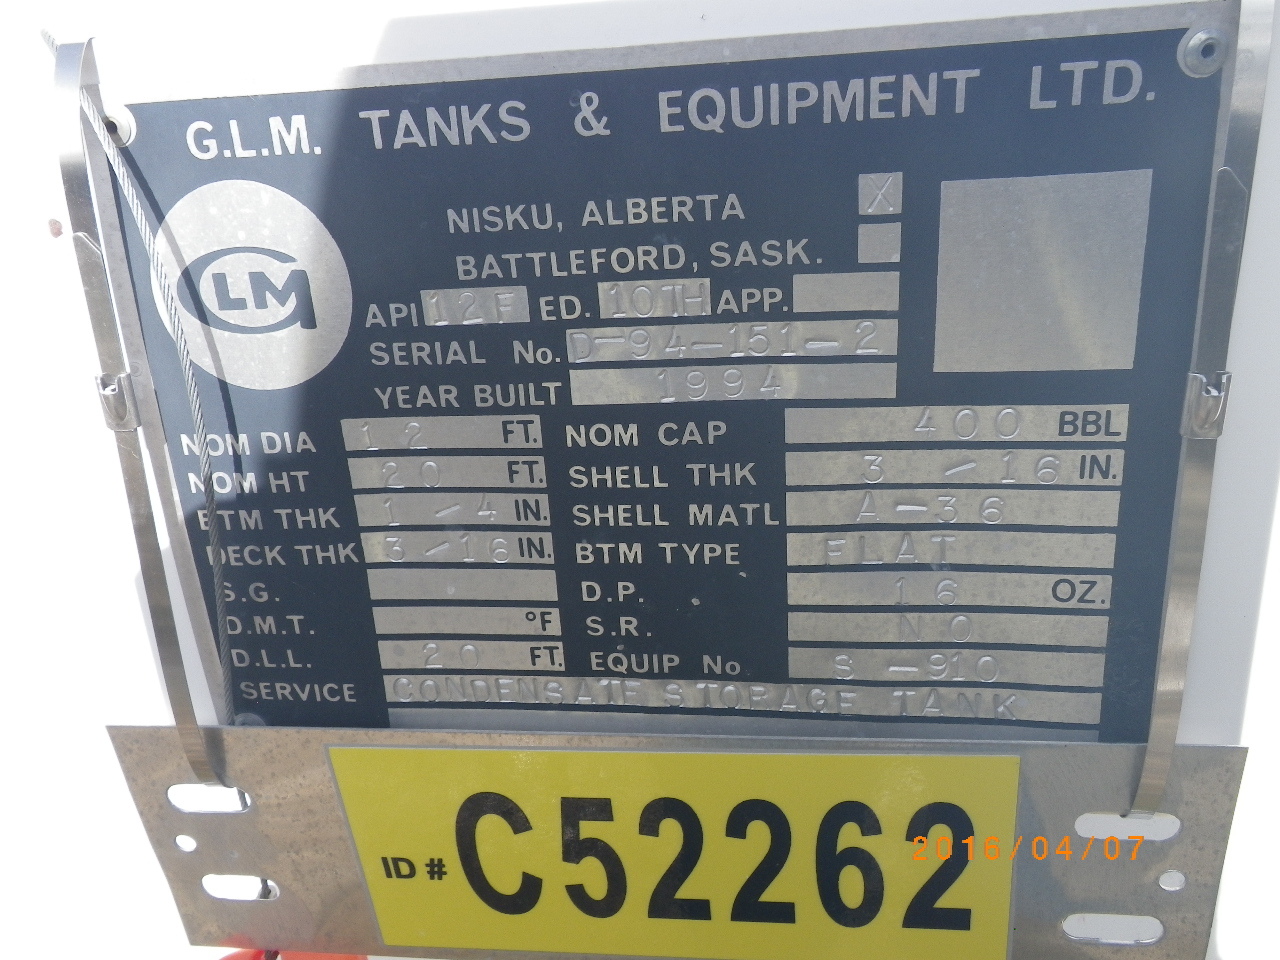 G.L.M. TANKS & EQUIPMENT LTD.
GLM
NISKU, ALBERTA X
BATTLEFORD, SASK.
API 12F ED. 10TH APP.
SERIAL No. D-94-151-2
YEAR BUILT 1994
NOM DIA 12 FT. NOM CAP 400 BBL
NOM HT 20 FT. SHELL THK 3-16 IN.
BTM THK 1-4 IN. SHELL MATL A-36
DECK THK 3-16 IN. BTM TYPE FLAT
S.G. D.P. 16 OZ.
D.M.T. °F S.R. NO
D.L.L. 20 FT. EQUIP No S-910
SERVICE CONDENSATE STORAGE TANK
ID # C52262
2016/04/07